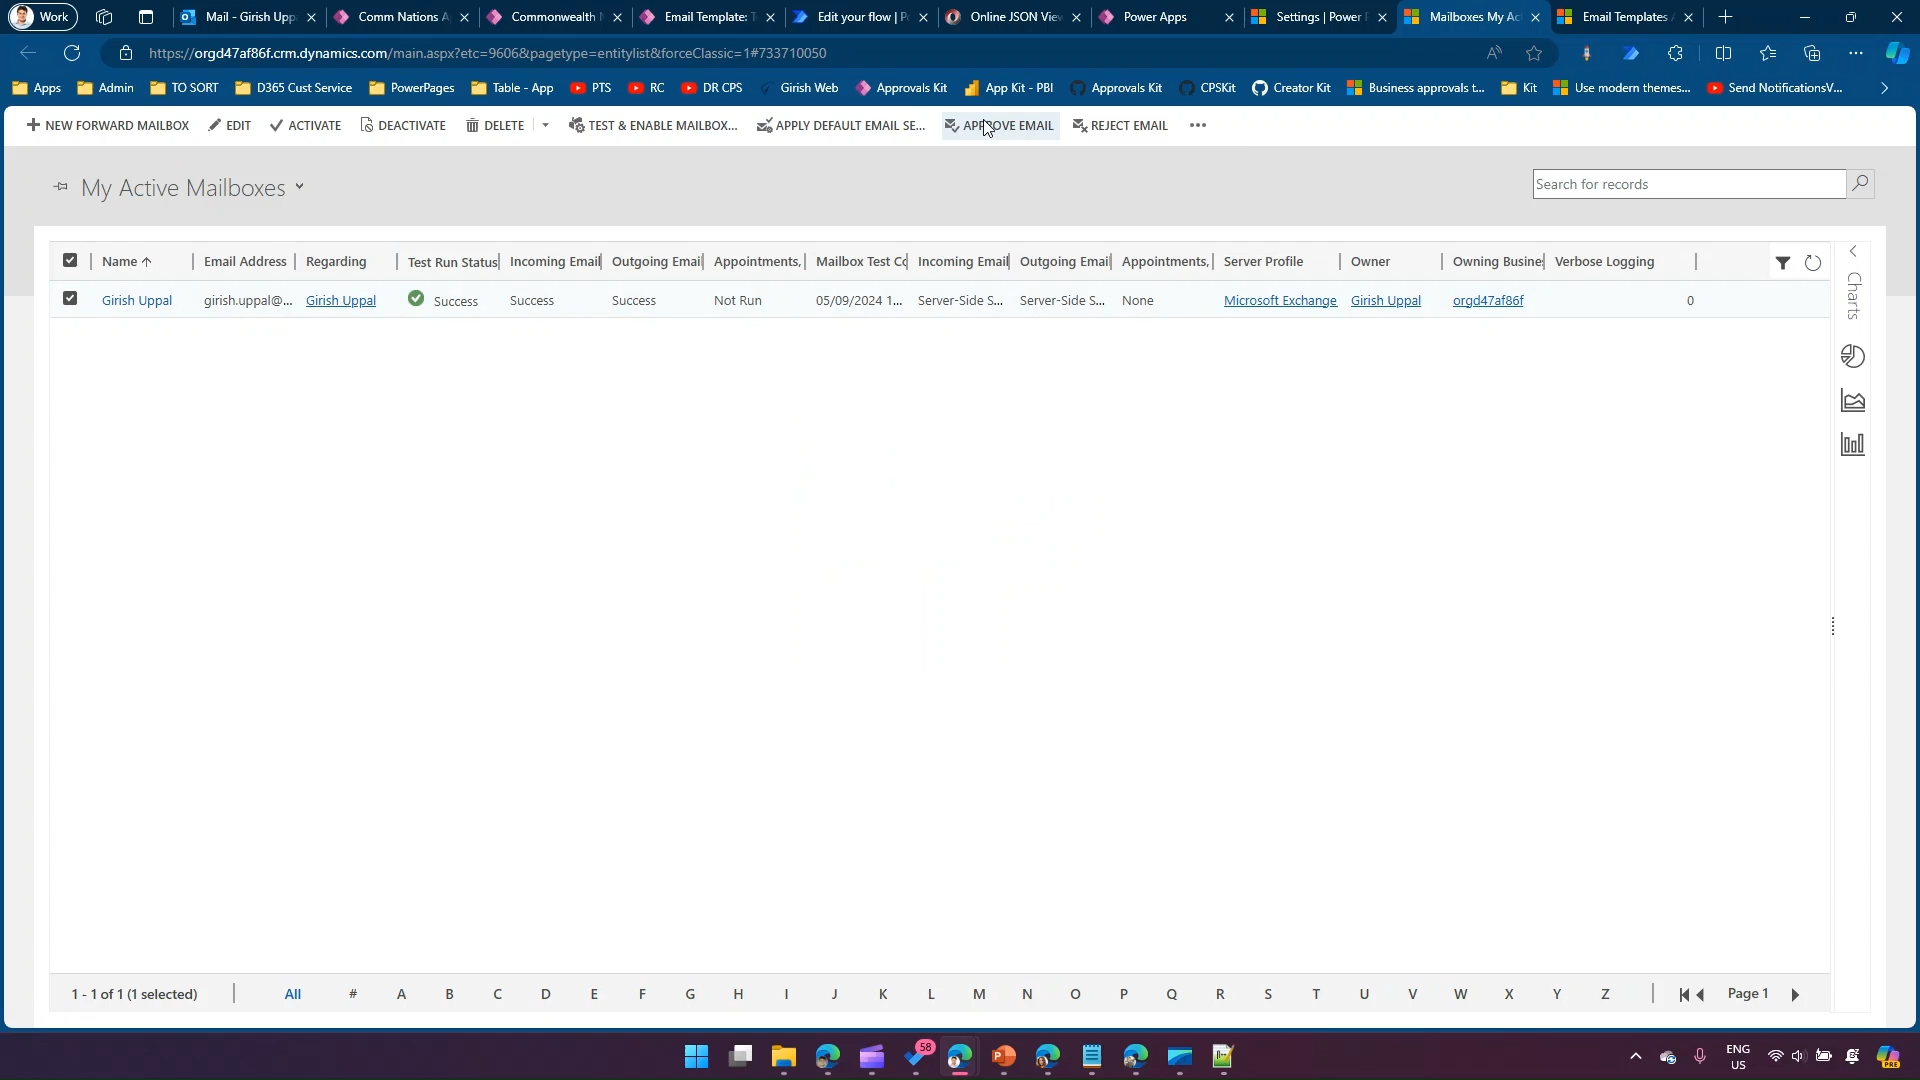 Work
Mail - Girish Upp
Comm Nations A
Commonwealth
Email Template: T
Edit your flow | P
Online JSON View
Power Apps
Settings | Power P
Mailboxes My Ac
Email Templates
https://orgd47af86f.crm.dynamics.com/main.aspx?etc=9606&pagetype=entitylist&forceClassic=1#733710050
Apps
Admin
TO SORT
D365 Cust Service
PowerPages
Table - App
PTS
RC
DR CPS
Girish Web
Approvals Kit
App Kit - PBI
Approvals Kit
CPSKit
Creator Kit
Business approvals t...
Kit
Use modern themes...
Send NotificationsV...
NEW FORWARD MAILBOX
EDIT
ACTIVATE
DEACTIVATE
DELETE
TEST & ENABLE MAILBOX...
APPLY DEFAULT EMAIL SE...
APPROVE EMAIL
REJECT EMAIL
My Active Mailboxes
Search for records
Name
Email Address
Regarding
Test Run Status
Incoming Email
Outgoing Emai
Appointments,
Mailbox Test Co
Incoming Email
Outgoing Emai
Appointments,
Server Profile
Owner
Owning Busine
Verbose Logging
Girish Uppal
girish.uppal@...
Girish Uppal
Success
Success
Success
Not Run
05/09/2024 1...
Server-Side S...
Server-Side S...
None
Microsoft Exchange
Girish Uppal
orgd47af86f
0
Charts
1 - 1 of 1 (1 selected)
All
#
A
B
C
D
E
F
G
H
I
J
K
L
M
N
O
P
Q
R
S
T
U
V
W
X
Y
Z
Page 1
58
ENG
US
PRE